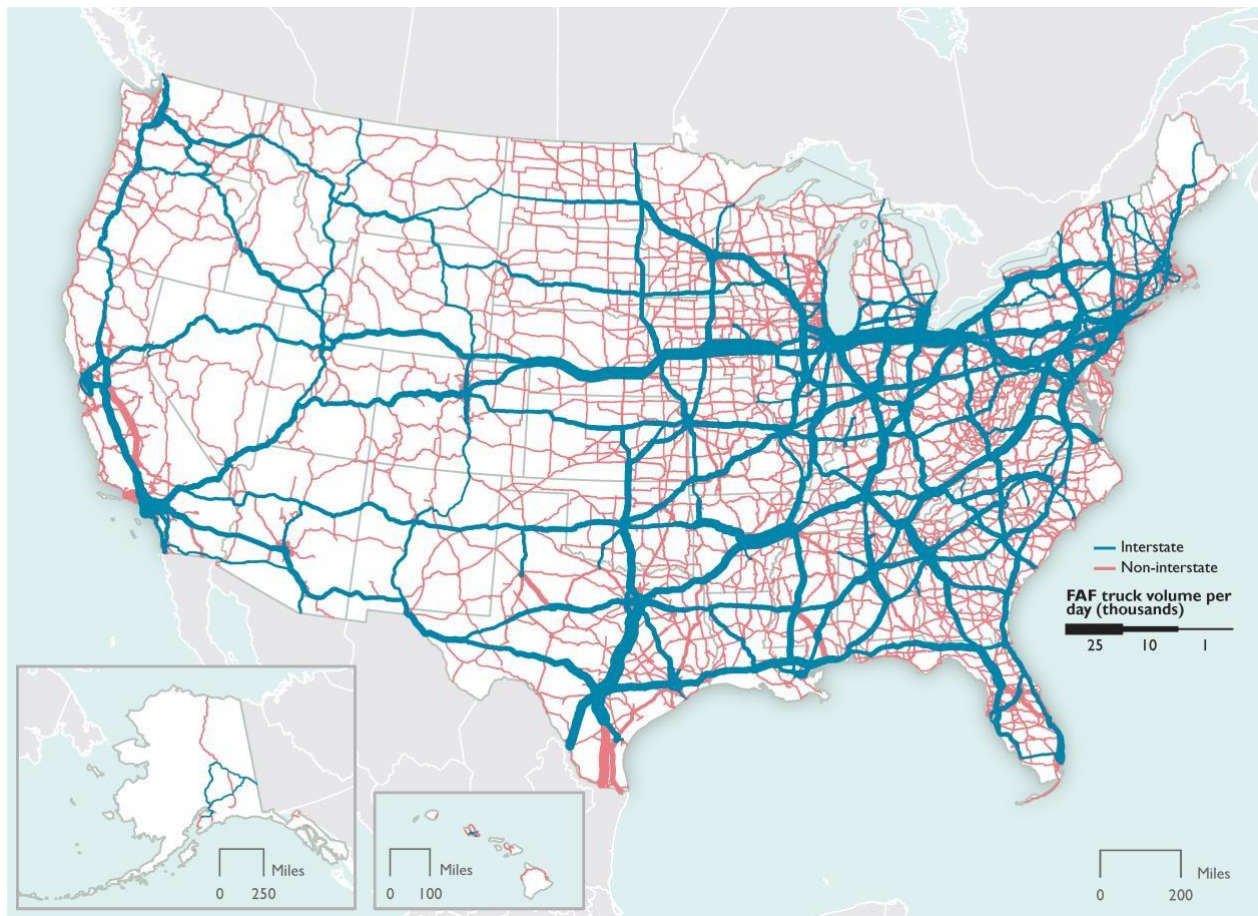 Interstate
Non-interstate
FAF truck volume per
day (thousands)
25 10 1
Miles
0 250
Miles
0 100
Miles
0 200